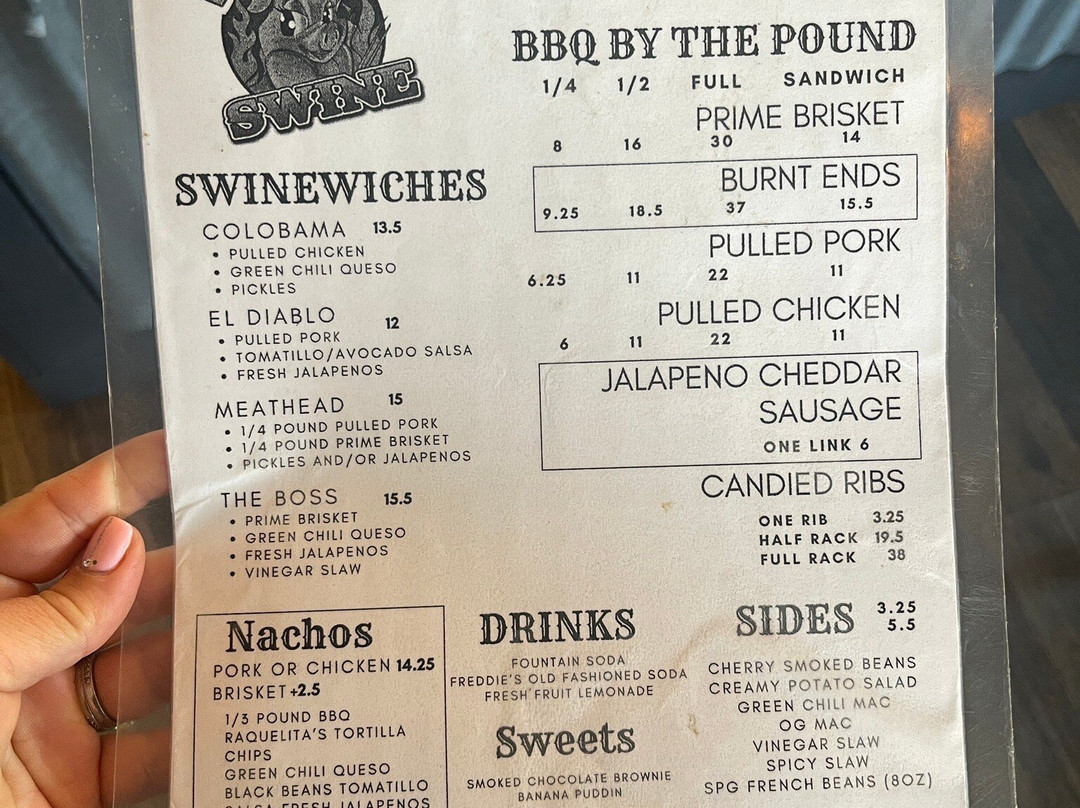 SWINE
SWINEWICHES
COLOBAMA 13.5
• PULLED CHICKEN
• GREEN CHILI QUESO
• PICKLES
EL DIABLO 12
• PULLED PORK
• TOMATILLO/AVOCADO SALSA
• FRESH JALAPENOS
MEATHEAD 15
• 1/4 POUND PULLED PORK
• 1/4 POUND PRIME BRISKET
• PICKLES AND/OR JALAPENOS
THE BOSS 15.5
• PRIME BRISKET
• GREEN CHILI QUESO
• FRESH JALAPENOS
• VINEGAR SLAW
BBQ BY THE POUND
1/4 1/2 FULL SANDWICH
PRIME BRISKET
8 16 30 14
BURNT ENDS
9.25 18.5 37 15.5
PULLED PORK
6.25 11 22 11
PULLED CHICKEN
6 11 22 11
JALAPENO CHEDDAR
SAUSAGE
ONE LINK 6
CANDIED RIBS
ONE RIB 3.25
HALF RACK 19.5
FULL RACK 38
Nachos
PORK OR CHICKEN 14.25
BRISKET +2.5
1/3 POUND BBQ
RAQUELITA'S TORTILLA
CHIPS
GREEN CHILI QUESO
BLACK BEANS TOMATILLO
SALSA FRESH JALAPENOS
DRINKS
FOUNTAIN SODA
FREDDIE'S OLD FASHIONED SODA
FRESH FRUIT LEMONADE
Sweets
SMOKED CHOCOLATE BROWNIE
BANANA PUDDIN
SIDES 3.25
5.5
CHERRY SMOKED BEANS
CREAMY POTATO SALAD
GREEN CHILI MAC
OG MAC
VINEGAR SLAW
SPICY SLAW
SPG FRENCH BEANS (8OZ)